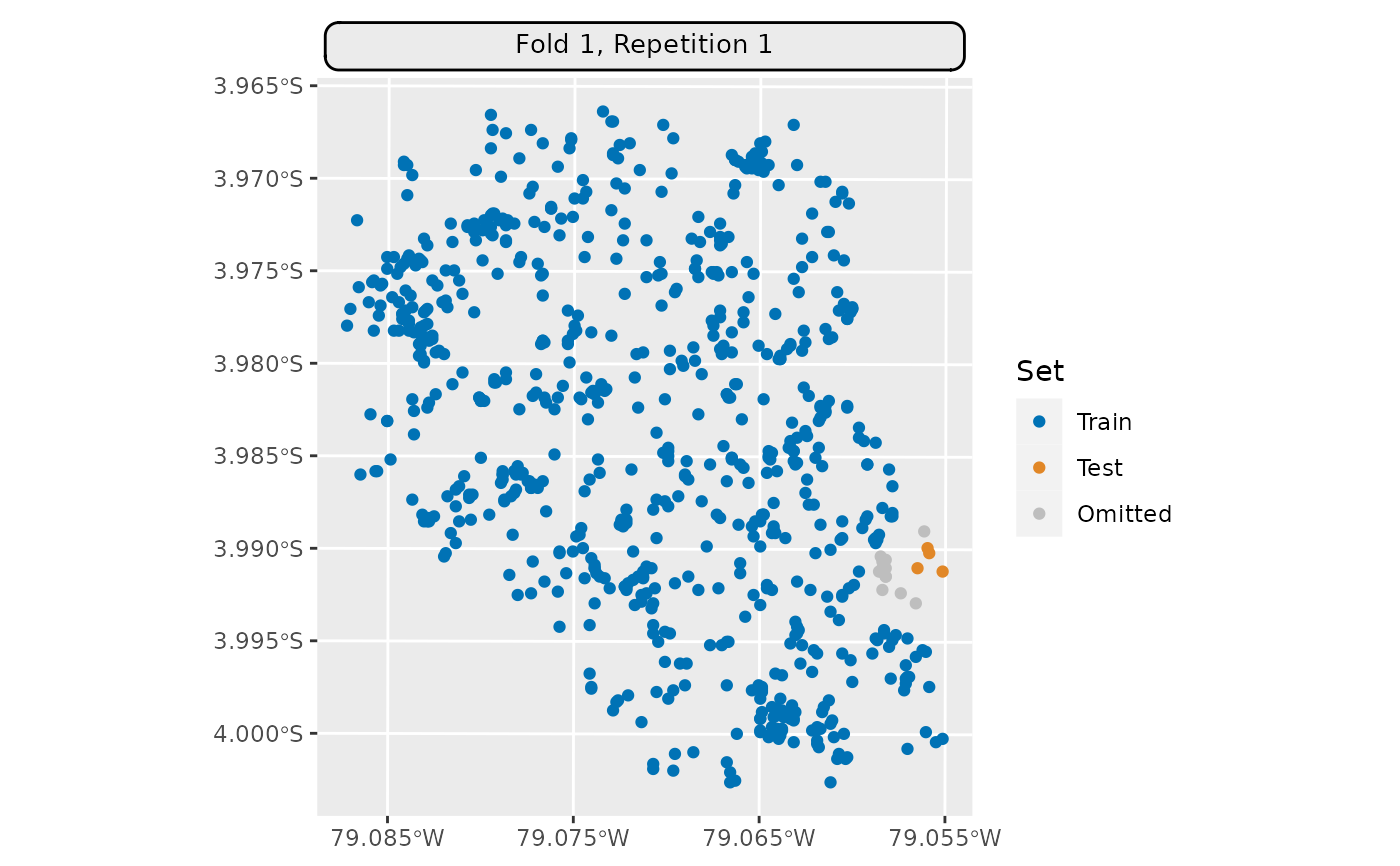 Fold 1, Repetition 1
3.965°S
3.970°S
3.975°S
3.980°S
3.985°S
3.990°S
3.995°S
4.000°S
79.085°W 79.075°W 79.065°W 79.055°W
Set
Train
Test
Omitted